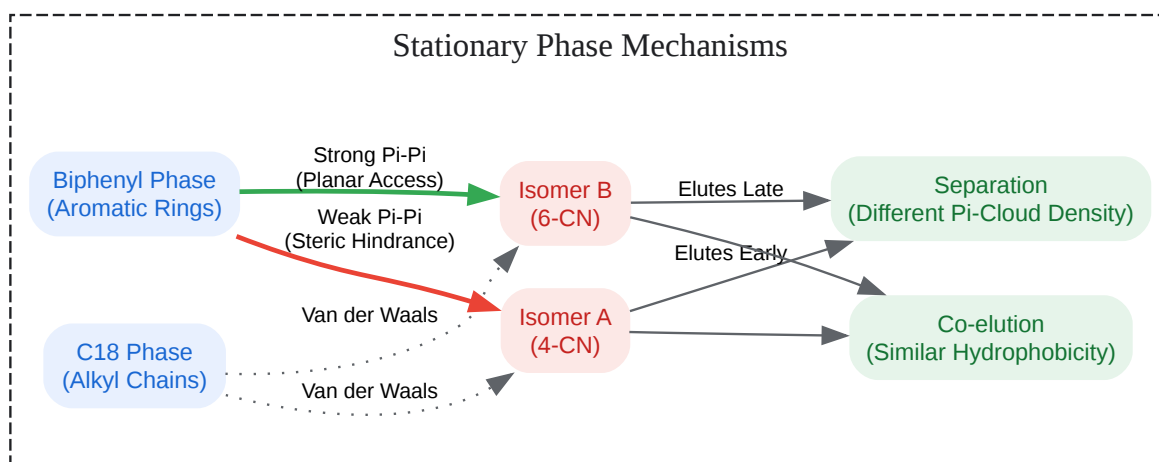 Stationary Phase Mechanisms
Biphenyl Phase
(Aromatic Rings)
Strong Pi-Pi
(Planar Access)
Weak Pi-Pi
(Steric Hindrance)
Isomer B
(6-CN)
Elutes Late
Separation
(Different Pi-Cloud Density)
Elutes Early
C18 Phase
(Alkyl Chains)
Van der Waals
Van der Waals
Isomer A
(4-CN)
Co-elution
(Similar Hydrophobicity)